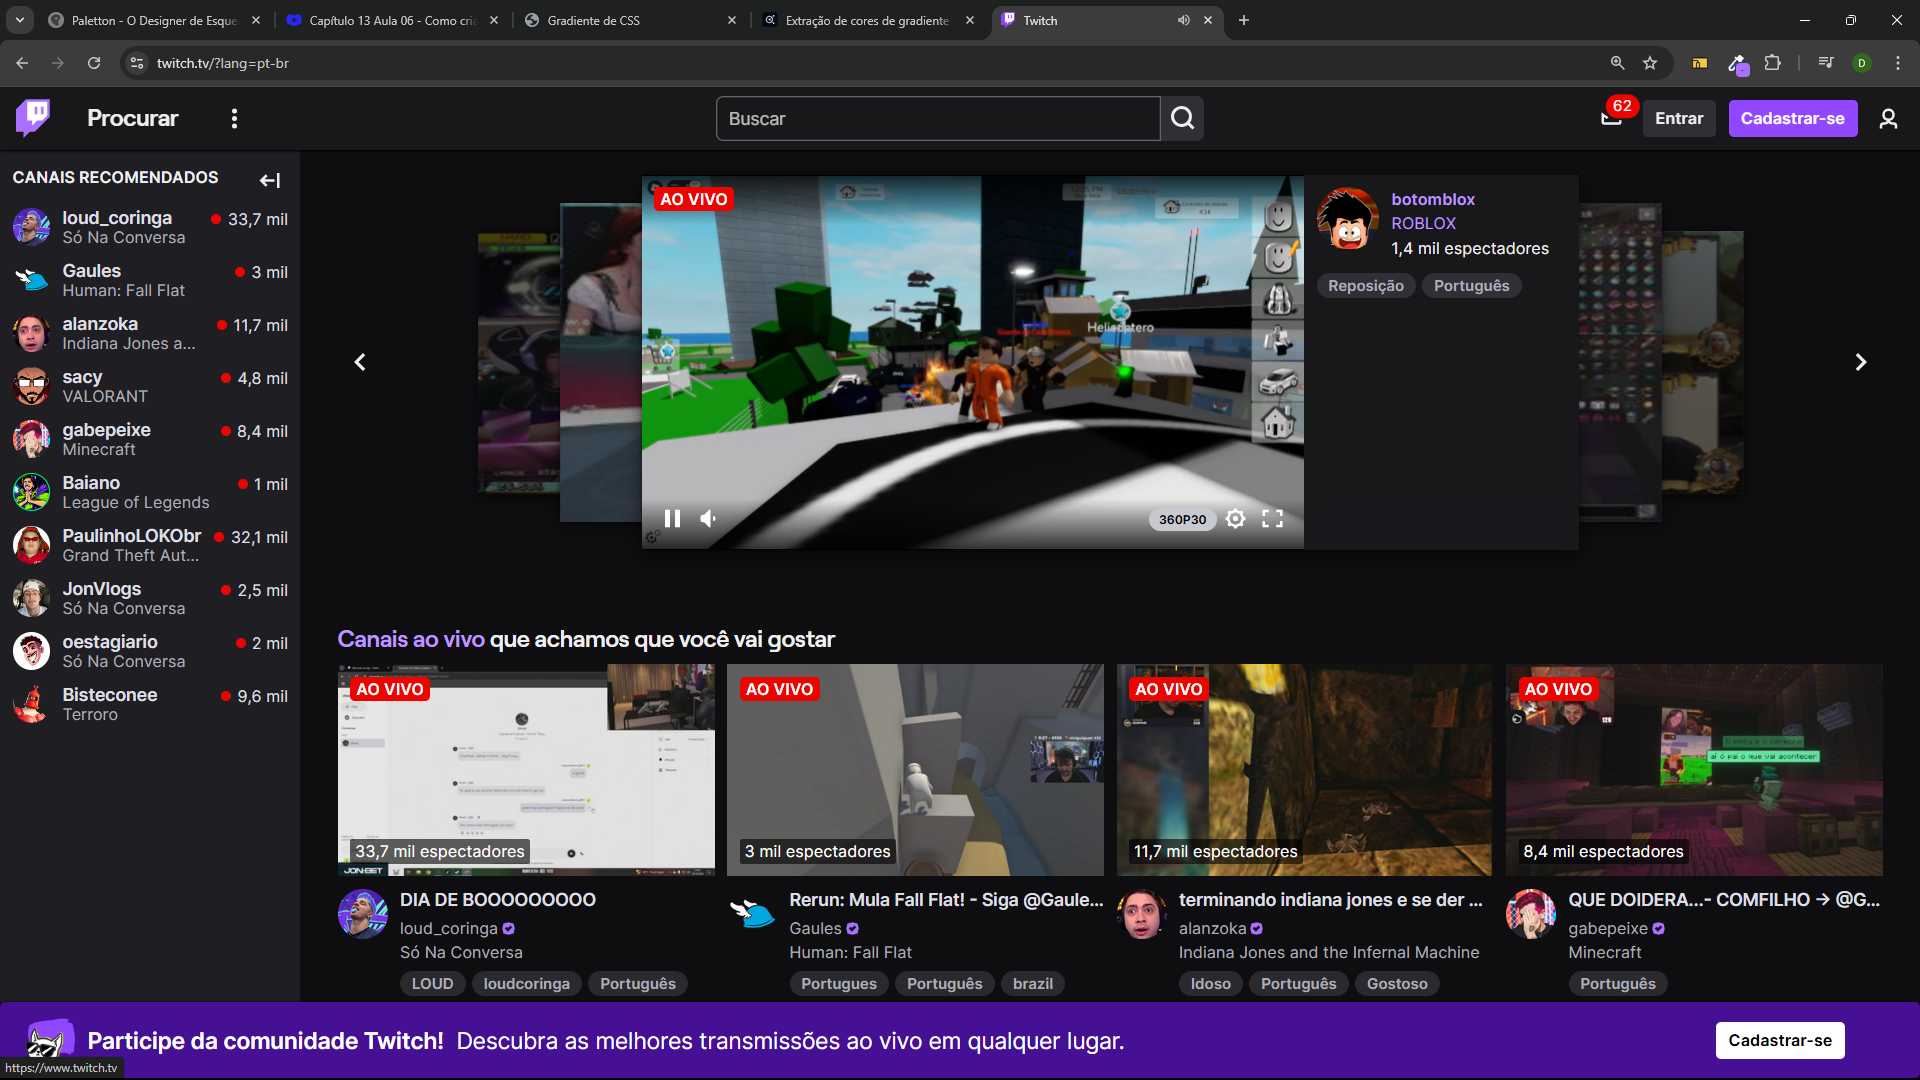 Paletton - O Designer de Esque
Capítulo 13 Aula 06 - Como cria
Gradiente de CSS
Extração de cores de gradiente
Twitch
twitch.tv/?lang=pt-br
D
Procurar
Buscar
62
Entrar
Cadastrar-se
CANAIS RECOMENDADOS
loud_coringa
33,7 mil
Só Na Conversa
Gaules
3 mil
Human: Fall Flat
alanzoka
11,7 mil
Indiana Jones a...
sacy
4,8 mil
VALORANT
gabepeixe
8,4 mil
Minecraft
Baiano
1 mil
League of Legends
PaulinhoLOKObr
32,1 mil
Grand Theft Aut...
JonVlogs
2,5 mil
Só Na Conversa
oestagiario
2 mil
Só Na Conversa
Bisteconee
9,6 mil
Terroro
AO VIVO
Helicoptero
360P30
botomblox
ROBLOX
1,4 mil espectadores
Reposição
Português
Canais ao vivo que achamos que você vai gostar
AO VIVO
33,7 mil espectadores
JONBET
DIA DE BOOOOOOOOO
loud_coringa
Só Na Conversa
LOUD
loudcoringa
Português
AO VIVO
3 mil espectadores
Rerun: Mula Fall Flat! - Siga @Gaule...
Gaules
Human: Fall Flat
Portugues
Português
brazil
AO VIVO
11,7 mil espectadores
terminando indiana jones e se der ...
alanzoka
Indiana Jones and the Infernal Machine
Idoso
Português
Gostoso
AO VIVO
aí ó pai o que vai acontecer
8,4 mil espectadores
QUE DOIDERA...- COMFILHO -> @G...
gabepeixe
Minecraft
Português
Participe da comunidade Twitch! Descubra as melhores transmissões ao vivo em qualquer lugar.
Cadastrar-se
https://www.twitch.tv